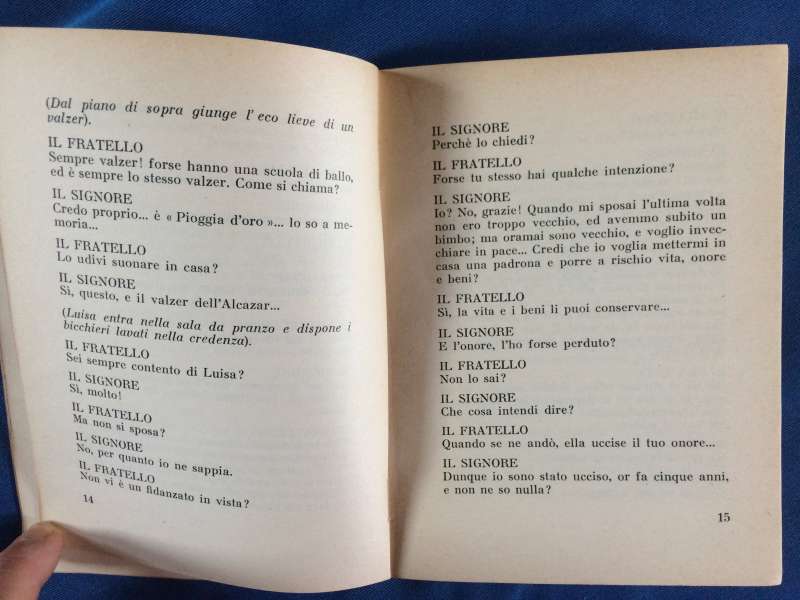 (Dal piano di sopra giunge l'eco lieve di un
valzer).
IL FRATELLO
Sempre valzer! forse hanno una scuola di ballo,
ed è sempre lo stesso valzer. Come si chiama?
IL SIGNORE
Credo proprio... è « Pioggia d'oro »... lo so a me-
moria...
IL FRATELLO
Lo udivi suonare in casa?
IL SIGNORE
Sì, questo, e il valzer dell'Alcazar...
(Luisa entra nella sala da pranzo e dispone i
bicchieri lavati nella credenza).
IL FRATELLO
Sei sempre contento di Luisa?
IL SIGNORE
Sì, molto!
IL FRATELLO
Ma non si sposa?
IL SIGNORE
No, per quanto io ne sappia.
IL FRATELLO
Non vi è un fidanzato in vista?
14
IL SIGNORE
Perchè lo chiedi?
IL FRATELLO
Forse tu stesso hai qualche intenzione?
IL SIGNORE
Io? No, grazie! Quando mi sposai l'ultima volta
non ero troppo vecchio, ed avemmo subito un
bimbo; ma oramai sono vecchio, e voglio invec-
chiare in pace... Credi che io voglia mettermi in
casa una padrona e porre a rischio vita, onore
e beni?
IL FRATELLO
Sì, la vita e i beni li puoi conservare...
IL SIGNORE
E l'onore, l'ho forse perduto?
IL FRATELLO
Non lo sai?
IL SIGNORE
Che cosa intendi dire?
IL FRATELLO
Quando se ne andò, ella uccise il tuo onore...
IL SIGNORE
Dunque io sono stato ucciso, or fa cinque anni,
e non ne so nulla?
15